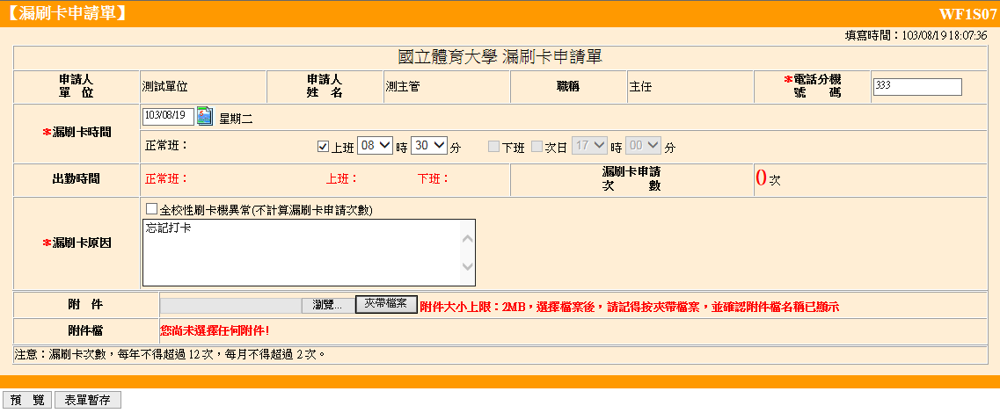 【漏刷卡申請單】 WF1S07
填寫時間：103/08/19 18:07:36
國立體育大學 漏刷卡申請單
申請人 單 位 測試單位 申請人 姓 名 測主管 職稱 主任 *電話分機 號 碼 333
*漏刷卡時間 103/08/19 星期二
正常班： 上班 08 時 30 分 下班 次日 17 時 00 分
出勤時間 正常班： 上班： 下班： 漏刷卡申請 次 數 0 次
全校性刷卡機異常(不計算漏刷卡申請次數)
*漏刷卡原因 忘記打卡
附 件 瀏覽... 夾帶檔案 附件大小上限：2MB，選擇檔案後，請記得按夾帶檔案，並確認附件檔名稱已顯示
附件檔 您尚未選擇任何附件!
注意：漏刷卡次數，每年不得超過 12 次，每月不得超過 2 次。
預 覽 表單暫存